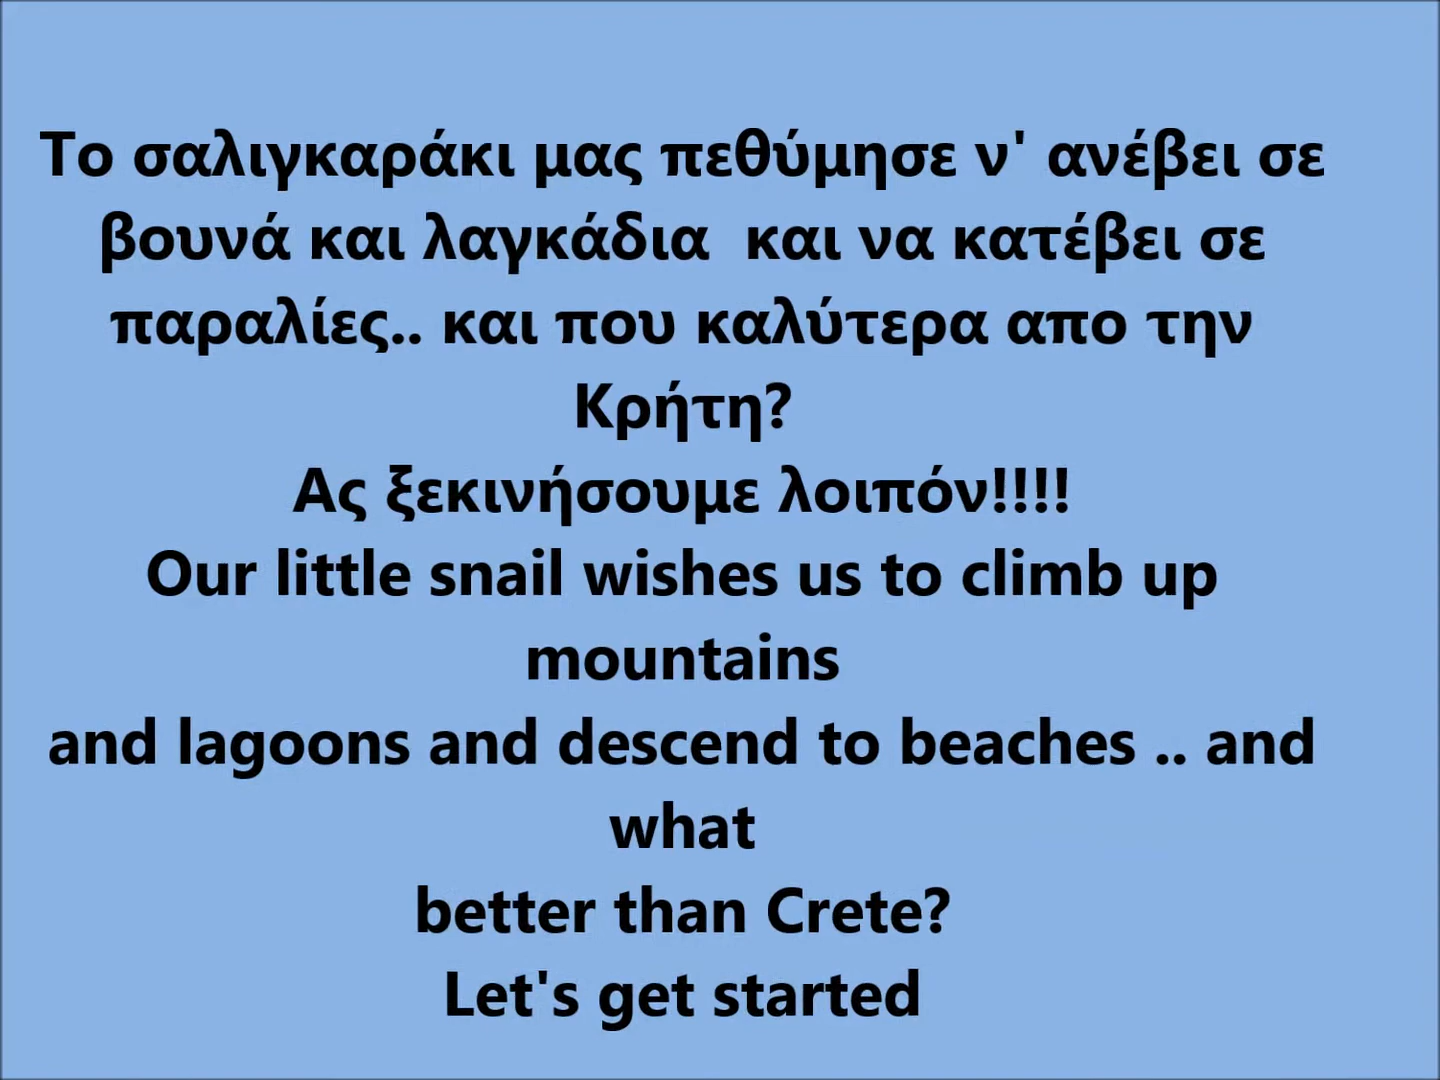 Το σαλιγκαράκι μας πεθύμησε ν' ανέβει σε
βουνά και λαγκάδια  και να κατέβει σε
παραλίες.. και που καλύτερα απο την
Κρήτη?
Ας ξεκινήσουμε λοιπόν!!!!
Our little snail wishes us to climb up
mountains
and lagoons and descend to beaches .. and
what
better than Crete?
Let's get started